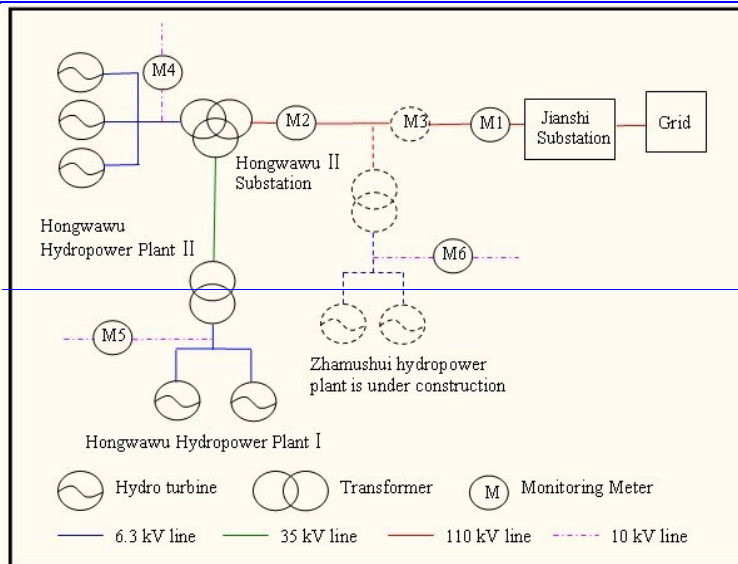 M4
M2
M3
M1
Jianshi
Substation
Grid
Hongwawu Ⅱ
Substation
Hongwawu
Hydropower Plant Ⅱ
M6
M5
Zhamushui hydropower
plant is under construction
Hongwawu Hydropower Plant Ⅰ
Hydro turbine
Transformer
M
Monitoring Meter
6.3 kV line
35 kV line
110 kV line
10 kV line